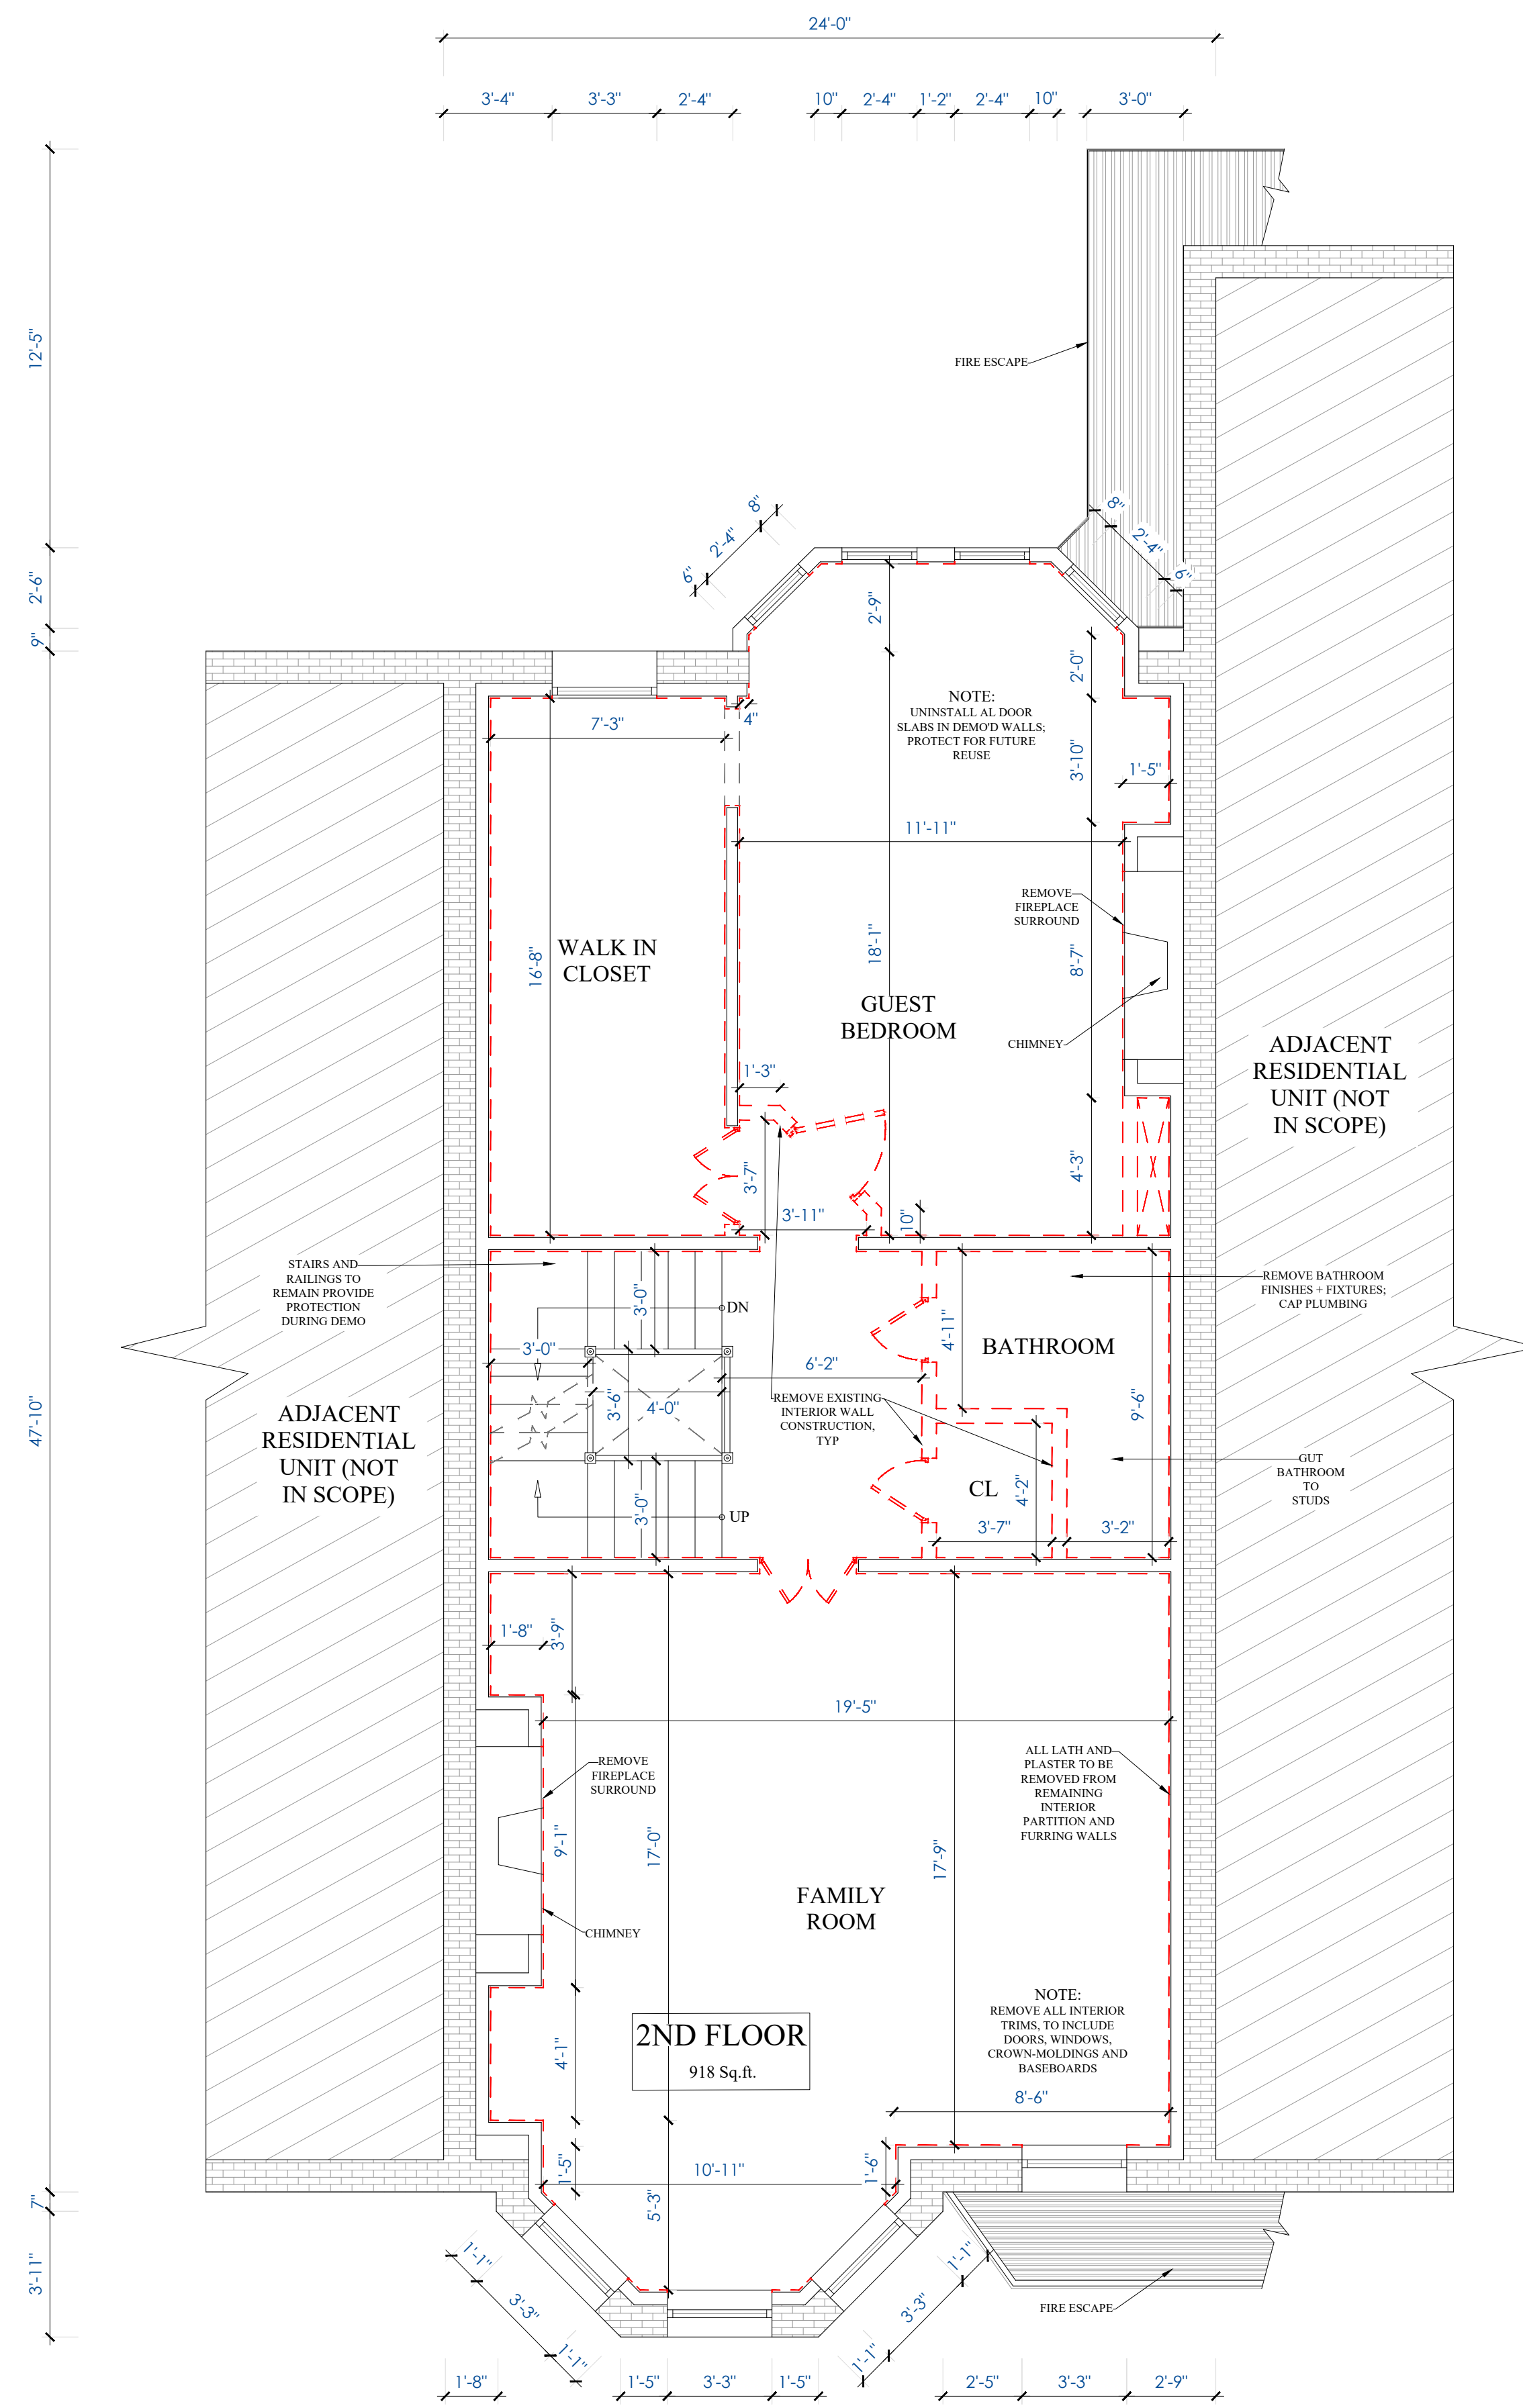 24'-0"
3'-4"
3'-3"
2'-4"
10"
2'-4"
1'-2"
2'-4"
10"
3'-0"
12'-5"
FIRE ESCAPE
8"
2'-4"
6"
8"
2'-4"
6"
2'-6"
9"
2'-9"
2'-0"
NOTE:
UNINSTALL AL DOOR
SLABS IN DEMO'D WALLS;
PROTECT FOR FUTURE
REUSE
7'-3"
4"
3'-10"
1'-5"
11'-11"
REMOVE
FIREPLACE
SURROUND
WALK IN
CLOSET
16'-8"
18'-1"
8'-7"
GUEST
BEDROOM
CHIMNEY
ADJACENT
RESIDENTIAL
UNIT (NOT
IN SCOPE)
1'-3"
3'-7"
4'-3"
3'-11"
10"
STAIRS AND
RAILINGS TO
REMAIN PROVIDE
PROTECTION
DURING DEMO
REMOVE BATHROOM
FINISHES + FIXTURES;
CAP PLUMBING
3'-0"
DN
4'-11"
BATHROOM
3'-0"
6'-2"
3'-6"
4'-0"
REMOVE EXISTING
INTERIOR WALL
CONSTRUCTION,
TYP
9'-6"
47'-10"
ADJACENT
RESIDENTIAL
UNIT (NOT
IN SCOPE)
GUT
BATHROOM
TO
STUDS
CL
4'-2"
3'-0"
UP
3'-7"
3'-2"
1'-8"
3'-9"
19'-5"
REMOVE
FIREPLACE
SURROUND
ALL LATH AND
PLASTER TO BE
REMOVED FROM
REMAINING
INTERIOR
PARTITION AND
FURRING WALLS
9'-1"
17'-0"
17'-9"
FAMILY
ROOM
CHIMNEY
NOTE:
REMOVE ALL INTERIOR
TRIMS, TO INCLUDE
DOORS, WINDOWS,
CROWN-MOLDINGS AND
BASEBOARDS
2ND FLOOR
918 Sq.ft.
4'-1"
8'-6"
1'-5"
10'-11"
1'-6"
5'-3"
7"
3'-11"
1'-1"
3'-3"
1'-1"
1'-1"
3'-3"
1'-1"
FIRE ESCAPE
1'-8"
1'-5"
3'-3"
1'-5"
2'-5"
3'-3"
2'-9"